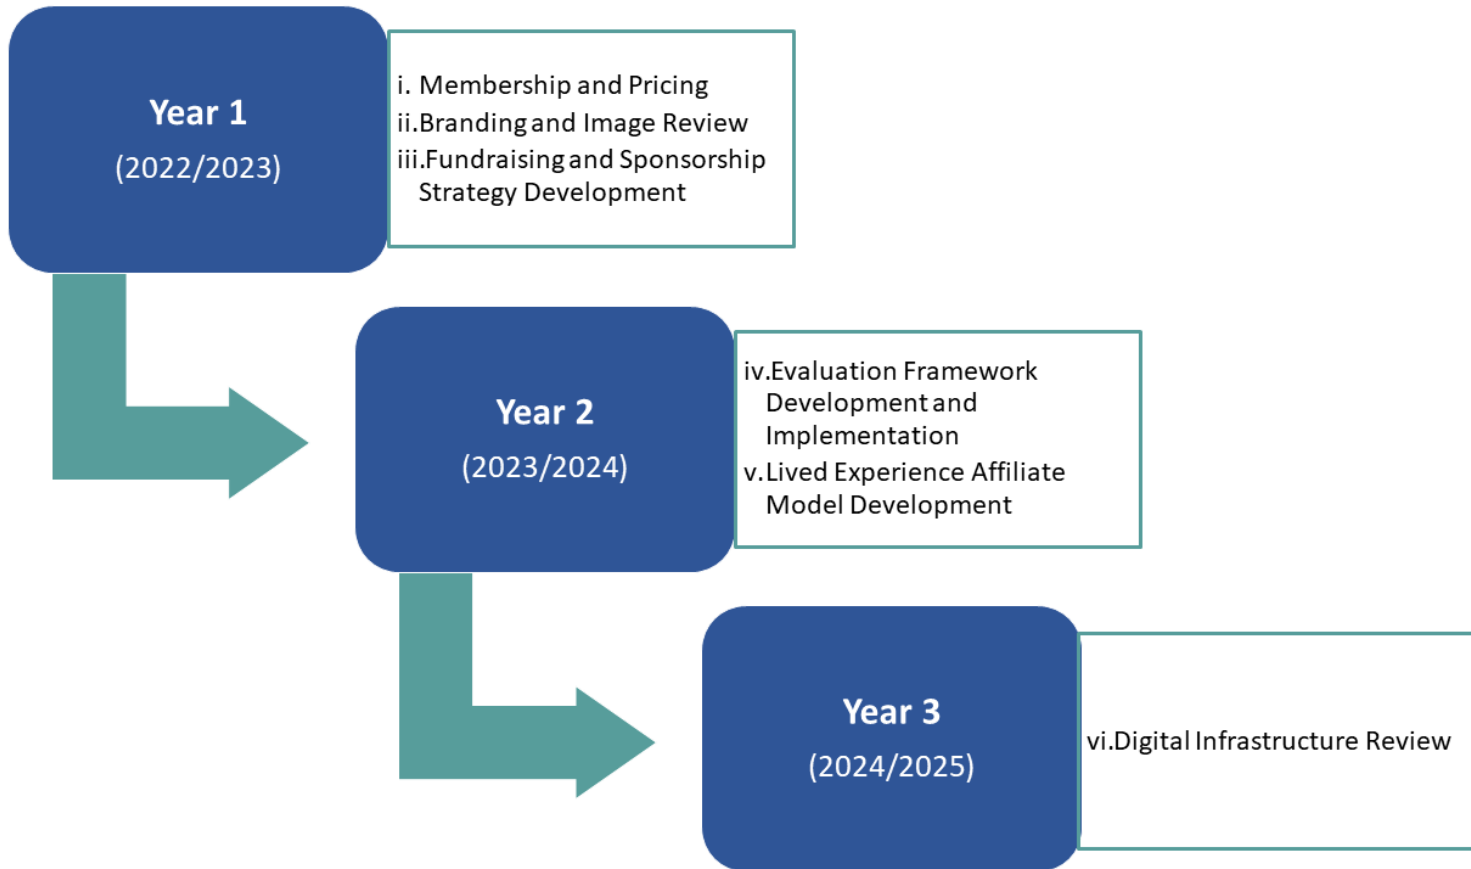 Year 1
(2022/2023)
i. Membership and Pricing
ii.Branding and Image Review
iii.Fundraising and Sponsorship
Strategy Development
Year 2
(2023/2024)
iv.Evaluation Framework
Development and
Implementation
v.Lived Experience Affiliate
Model Development
Year 3
(2024/2025)
vi.Digital Infrastructure Review